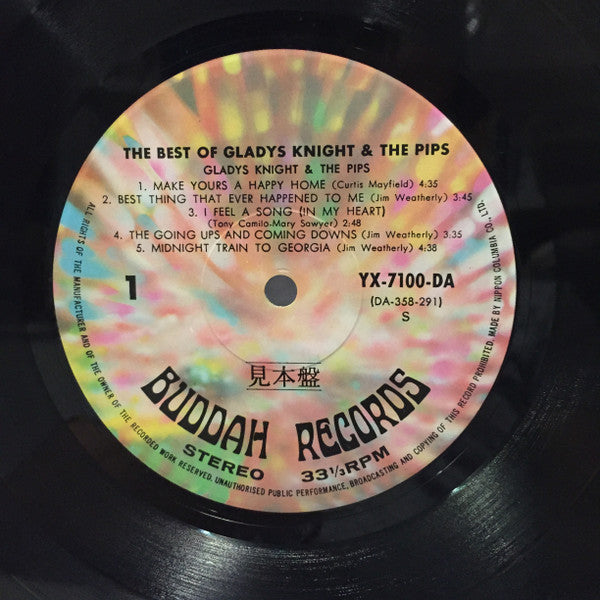 THE BEST OF GLADYS KNIGHT & THE PIPS
GLADYS KNIGHT & THE PIPS
1. MAKE YOURS A HAPPY HOME (Curtis Mayfield) 4:35
2. BEST THING THAT EVER HAPPENED TO ME (Jim Weatherly) 3:45
3. I FEEL A SONG (IN MY HEART)
(Tony Camilo-Mary Sawyer) 2:48
4. THE GOING UPS AND COMING DOWNS (Jim Weatherly) 3:35
5. MIDNIGHT TRAIN TO GEORGIA (Jim Weatherly) 4:38
1
YX-7100-DA
(DA-358-291)
S
見本盤
BUDDAH RECORDS
STEREO 33 1/3 RPM
ALL RIGHTS OF THE MANUFACTURER AND OF THE OWNER OF THE RECORDED WORK RESERVED. UNAUTHORISED PUBLIC PERFORMANCE, BROADCASTING AND COPYING OF THIS RECORD PROHIBITED. MADE BY NIPPON COLUMBIA CO., LTD.